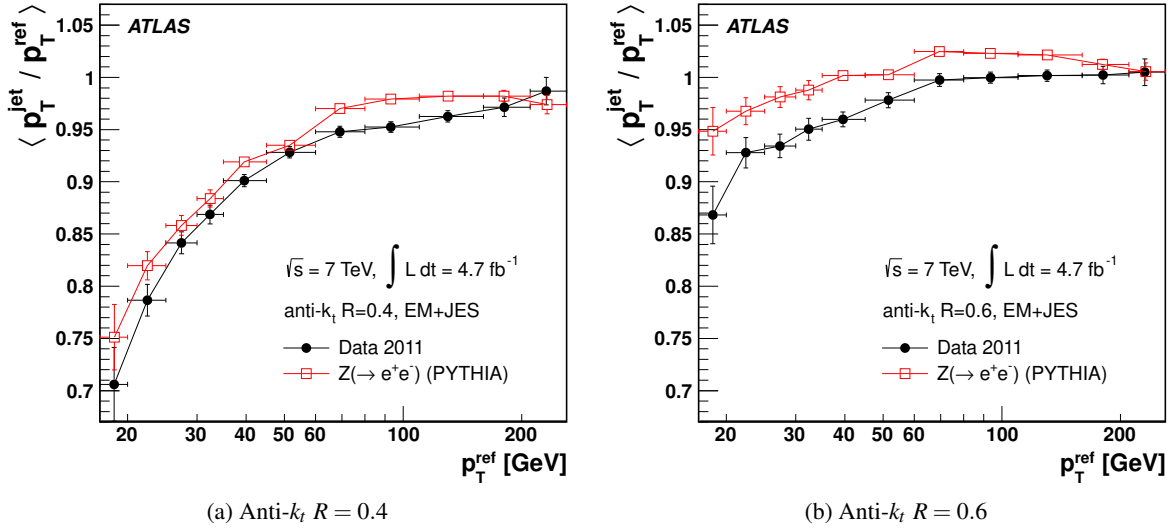 ATLAS
⟨ p_T^jet / p_T^ref ⟩
1.05
1
0.95
0.9
0.85
0.8
0.75
0.7
√s = 7 TeV, ∫ L dt = 4.7 fb⁻¹
anti-k_t R=0.4, EM+JES
Data 2011
Z(→ e⁺e⁻) (PYTHIA)
20 30 40 50 60 100 200
p_T^ref [GeV]
(a) Anti-k_t R = 0.4
ATLAS
⟨ p_T^jet / p_T^ref ⟩
1.05
1
0.95
0.9
0.85
0.8
0.75
0.7
√s = 7 TeV, ∫ L dt = 4.7 fb⁻¹
anti-k_t R=0.6, EM+JES
Data 2011
Z(→ e⁺e⁻) (PYTHIA)
20 30 40 50 60 100 200
p_T^ref [GeV]
(b) Anti-k_t R = 0.6